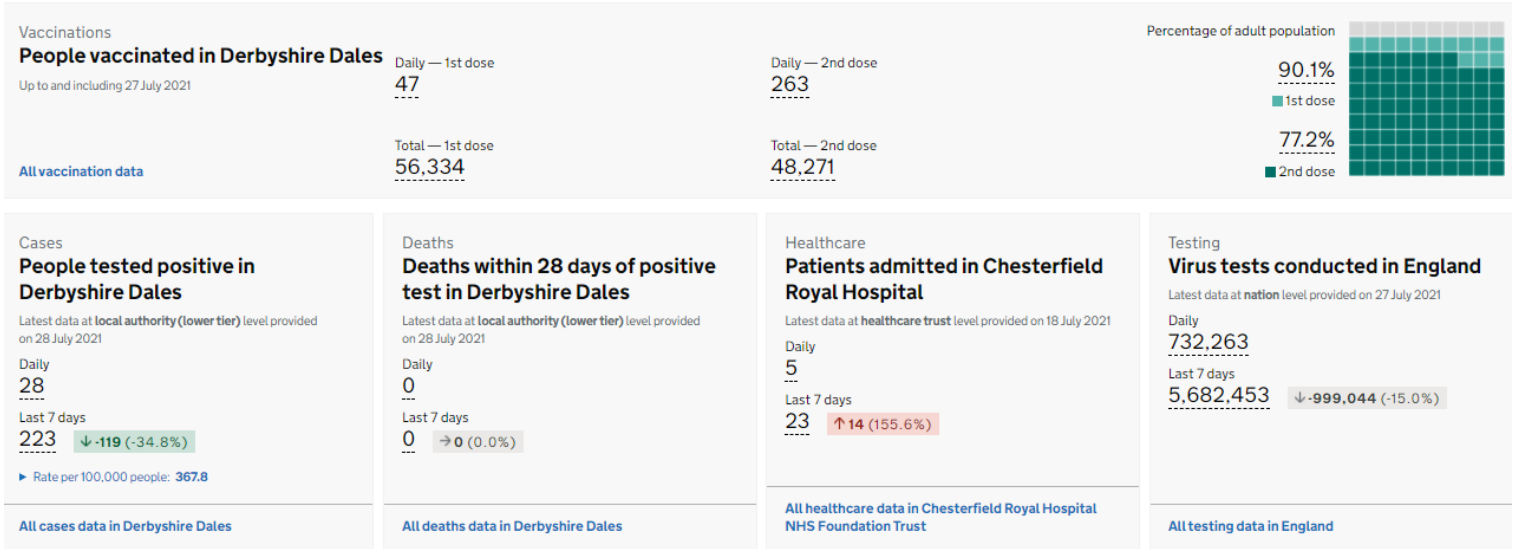 Vaccinations
People vaccinated in Derbyshire Dales
Up to and including 27 July 2021
All vaccination data
Daily — 1st dose
47
Total — 1st dose
56,334
Daily — 2nd dose
263
Total — 2nd dose
48,271
Percentage of adult population
90.1%
1st dose
77.2%
2nd dose
Cases
People tested positive in
Derbyshire Dales
Latest data at local authority (lower tier) level provided
on 28 July 2021
Daily
28
Last 7 days
223 ↓-119 (-34.8%)
► Rate per 100,000 people: 367.8
All cases data in Derbyshire Dales
Deaths
Deaths within 28 days of positive
test in Derbyshire Dales
Latest data at local authority (lower tier) level provided
on 28 July 2021
Daily
0
Last 7 days
0 →0 (0.0%)
All deaths data in Derbyshire Dales
Healthcare
Patients admitted in Chesterfield
Royal Hospital
Latest data at healthcare trust level provided on 18 July 2021
Daily
5
Last 7 days
23 ↑14 (155.6%)
All healthcare data in Chesterfield Royal Hospital
NHS Foundation Trust
Testing
Virus tests conducted in England
Latest data at nation level provided on 27 July 2021
Daily
732,263
Last 7 days
5,682,453 ↓-999,044 (-15.0%)
All testing data in England